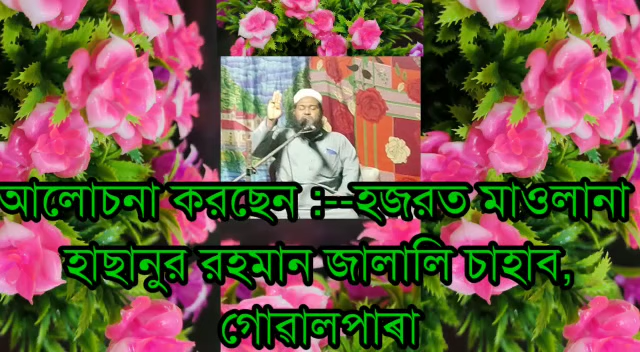 আলোচনা করছেন :--হজরত মাওলানা
হাছানুর রহমান জালালি চাহাব,
গোৱালপাৰা